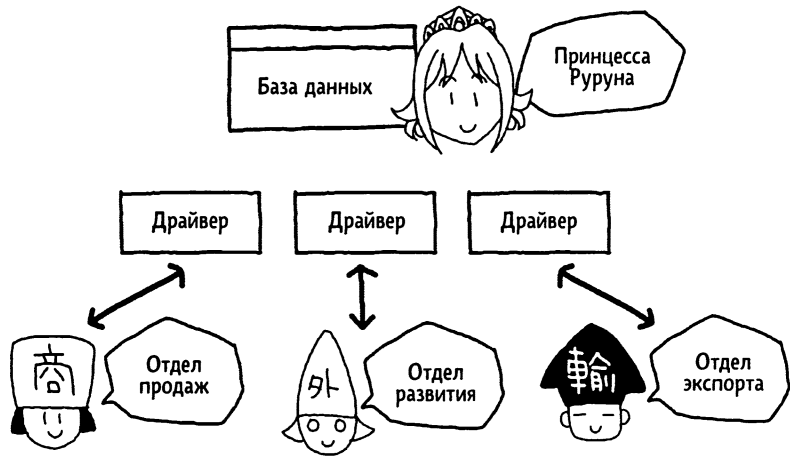 База данных
Принцесса
Руруна
Драйвер
Драйвер
Драйвер
商
Отдел
продаж
外
Отдел
развития
輸
Отдел
экспорта